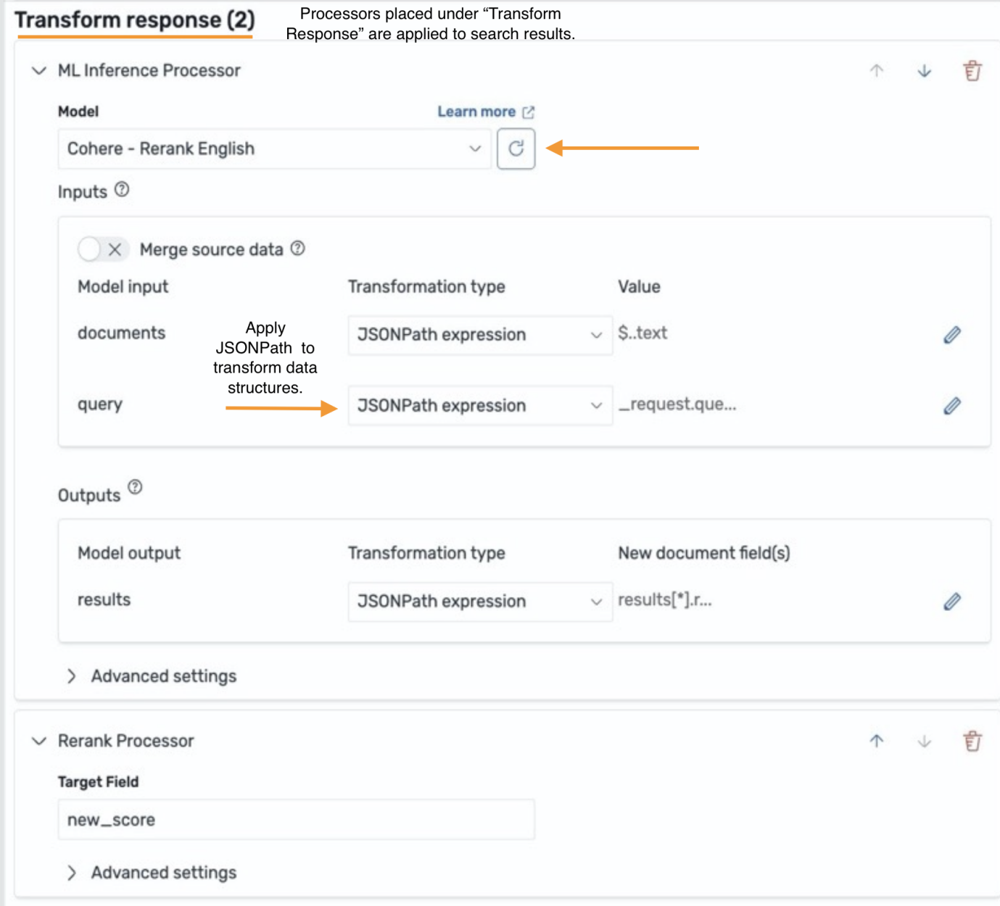 Transform response (2)
Processors placed under “Transform
Response” are applied to search results.
ML Inference Processor
Model
Learn more
Cohere - Rerank English
Inputs
Merge source data
Model input Transformation type Value
documents JSONPath expression $..text
Apply
JSONPath to
transform data
structures.
query JSONPath expression _request.que...
Outputs
Model output Transformation type New document field(s)
results JSONPath expression results[*].r...
Advanced settings
Rerank Processor
Target Field
new_score
Advanced settings